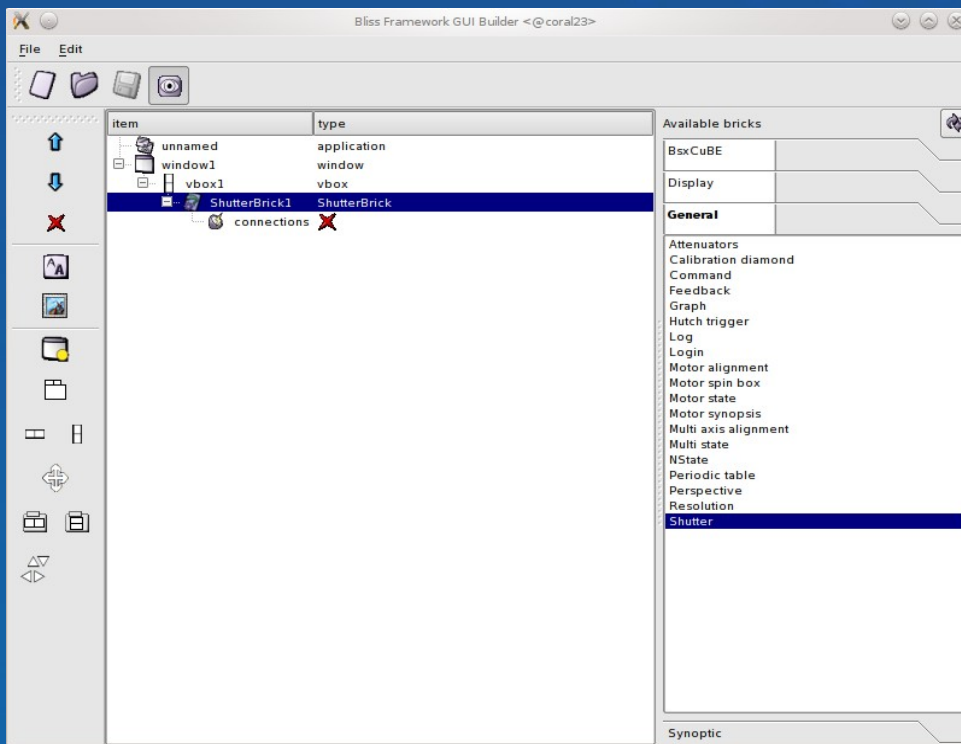 Bliss Framework GUI Builder <@coral23>
File Edit
item type
unnamed application
window1 window
vbox1 vbox
ShutterBrick1 ShutterBrick
connections
Available bricks
BsxCuBE
Display
General
Attenuators
Calibration diamond
Command
Feedback
Graph
Hutch trigger
Log
Login
Motor alignment
Motor spin box
Motor state
Motor synopsis
Multi axis alignment
Multi state
NState
Periodic table
Perspective
Resolution
Shutter
Synoptic